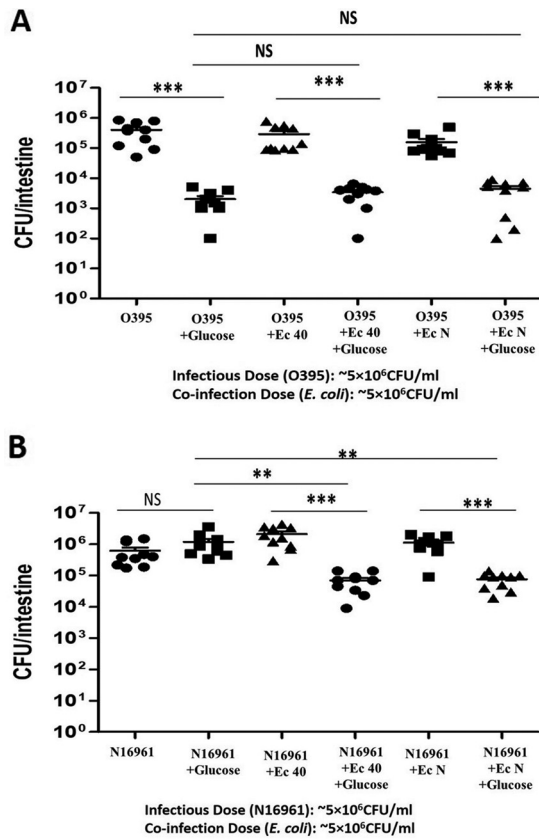 A
NS
NS
*** *** ***
CFU/intestine
10⁷
10⁶
10⁵
10⁴
10³
10²
10¹
10⁰
O395 O395 O395 O395 O395 O395
+Glucose +Ec 40 +Ec 40 +Ec N +Ec N
+Glucose +Glucose
Infectious Dose (O395): ~5×10⁶CFU/ml
Co-infection Dose (E. coli): ~5×10⁶CFU/ml
B
**
**
NS *** ***
CFU/intestine
10⁷
10⁶
10⁵
10⁴
10³
10²
10¹
10⁰
N16961 N16961 N16961 N16961 N16961 N16961
+Glucose +Ec 40 +Ec 40 +Ec N +Ec N
+Glucose +Glucose
Infectious Dose (N16961): ~5×10⁶CFU/ml
Co-infection Dose (E. coli): ~5×10⁶CFU/ml